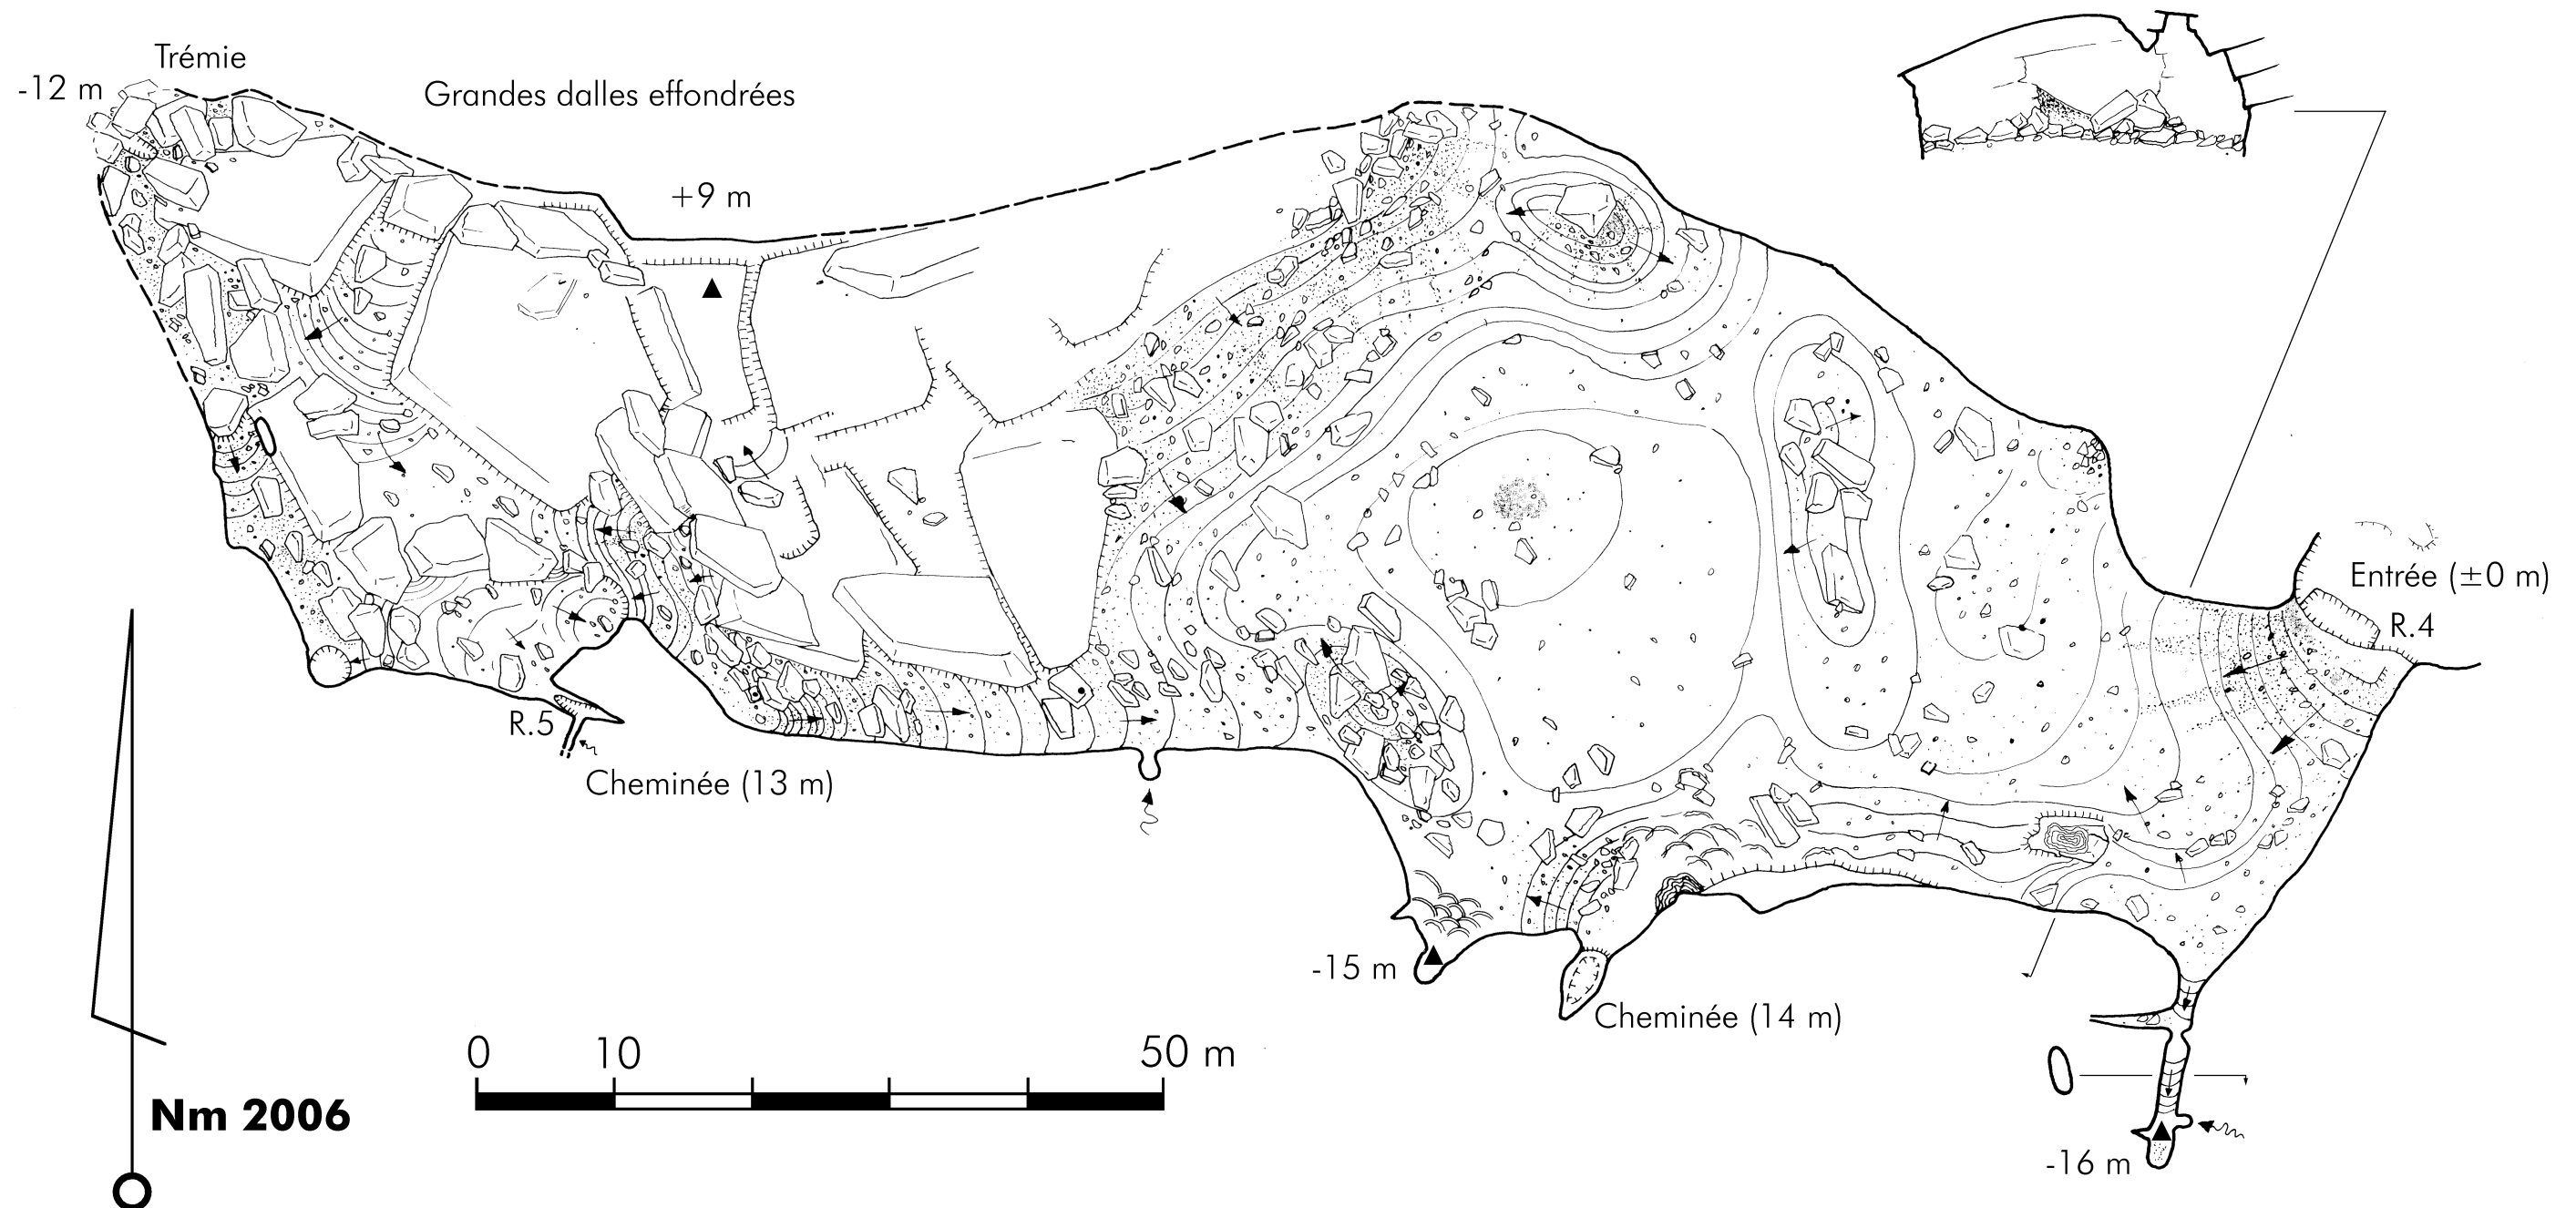 Trémie
-12 m
Grandes dalles effondrées
+9 m
Entrée (±0 m)
R.4
R.5
Cheminée (13 m)
-15 m
Cheminée (14 m)
0 10 50 m
Nm 2006
-16 m